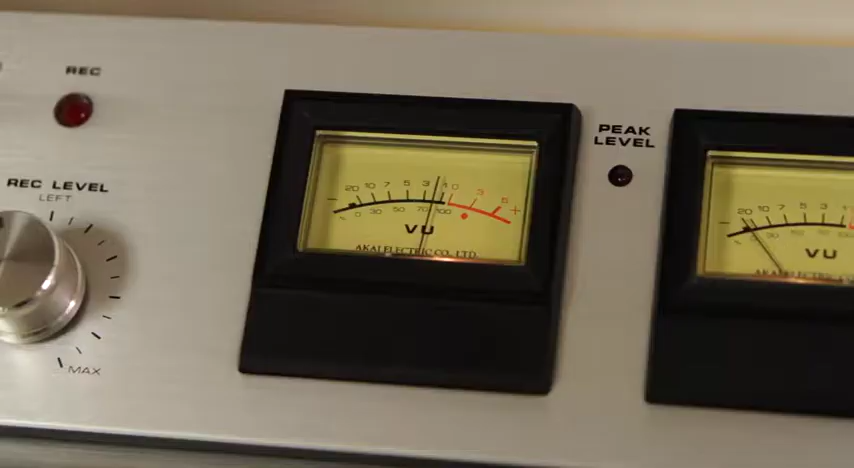 REC
REC LEVEL
LEFT
MAX
- 20 10 7 5 3 1 0 3 5 +
0 30 50 70 100
VU
AKAI ELECTRIC CO., LTD.
PEAK
LEVEL
- 20 10 7 5 3
VU